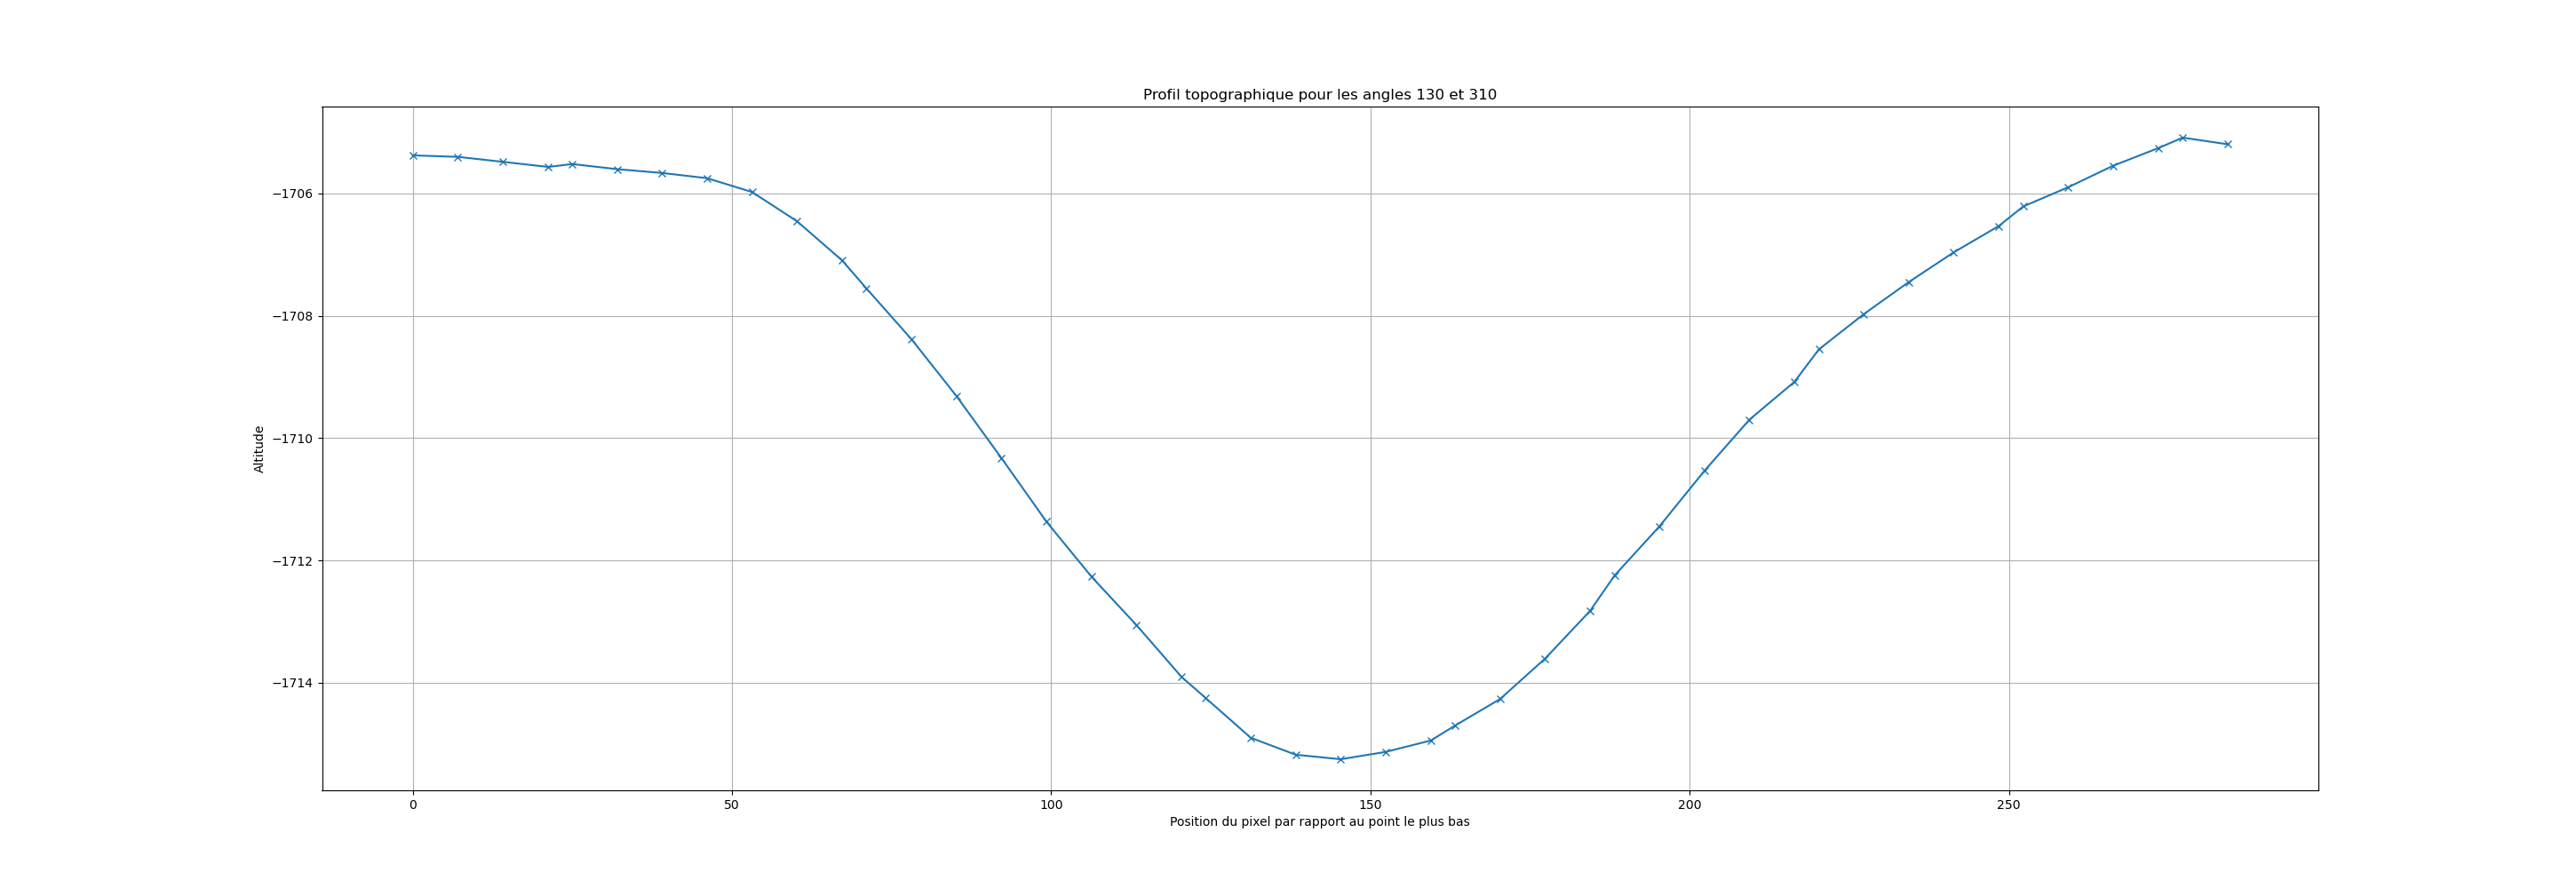 Profil topographique pour les angles 130 et 310
Altitude
−1706
−1708
−1710
−1712
−1714
0 50 100 150 200 250
Position du pixel par rapport au point le plus bas